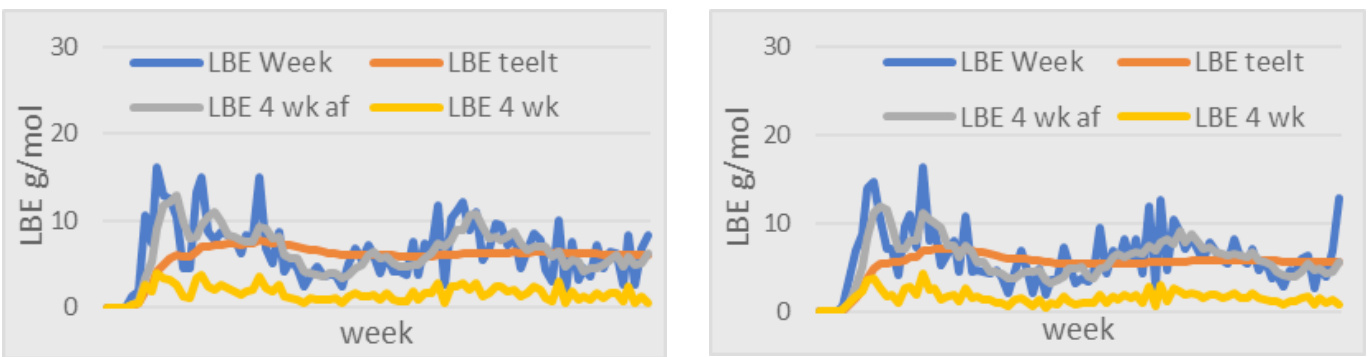 30
LBE Week LBE teelt
LBE 4 wk af LBE 4 wk
20
10
0
LBE g/mol
week
30
LBE Week LBE teelt
LBE 4 wk af LBE 4 wk
20
10
0
LBE g/mol
week